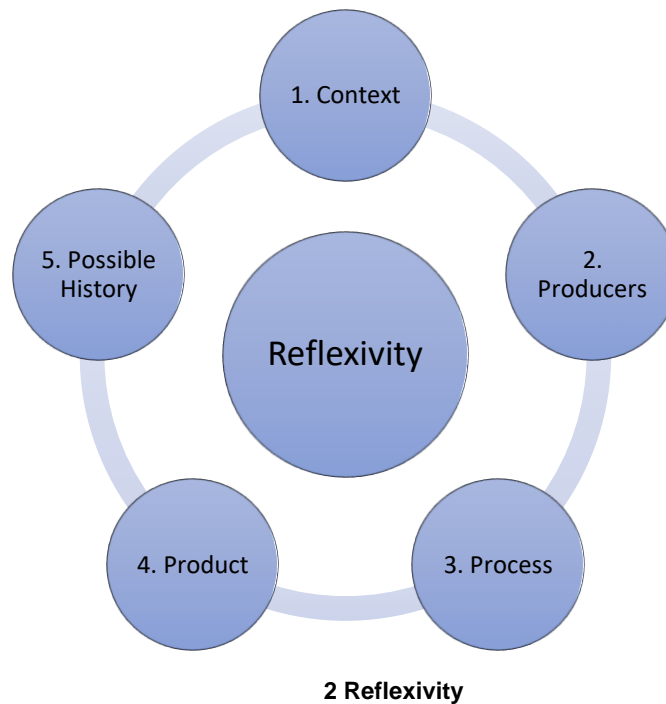 1. Context
2.
Producers
3. Process
4. Product
5. Possible
History
Reflexivity
2 Reflexivity